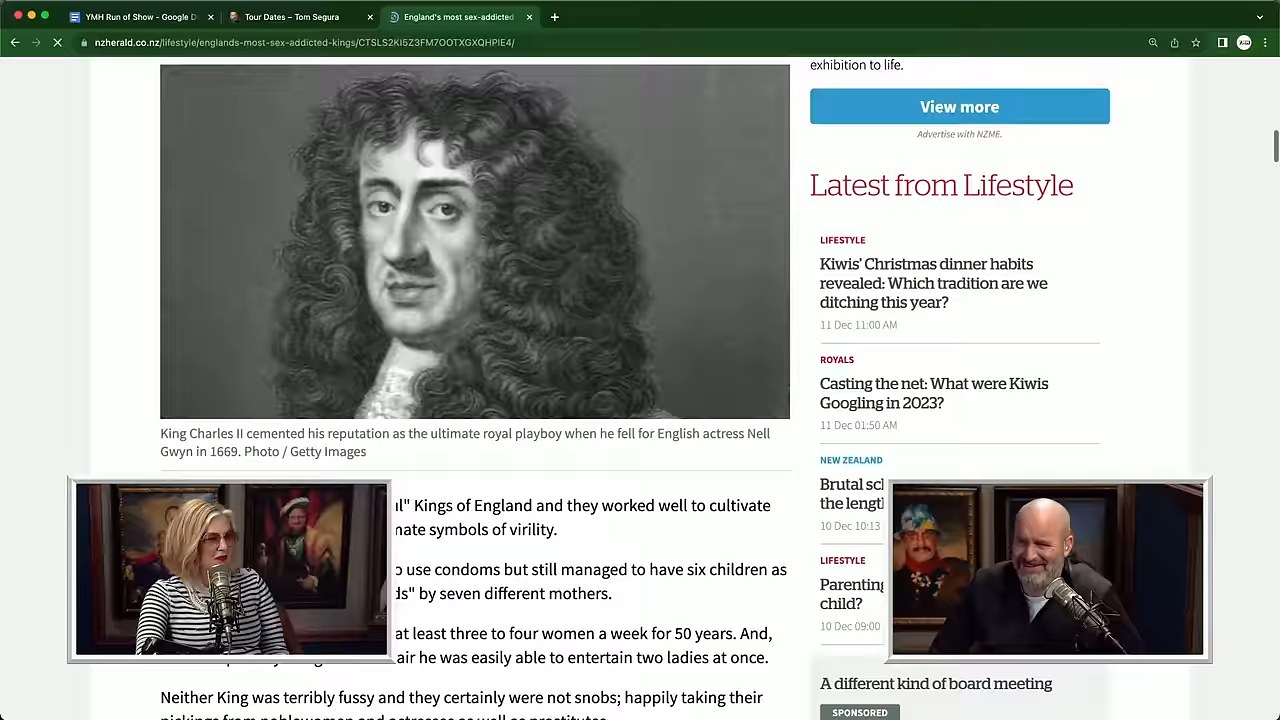 YMH Run of Show - Google D
Tour Dates – Tom Segura
England's most sex-addicted
nzherald.co.nz/lifestyle/englands-most-sex-addicted-kings/CTSLS2KI5Z3FM7OOTXGXQHPIE4/
exhibition to life.
View more
Advertise with NZME.
Latest from Lifestyle
LIFESTYLE
Kiwis' Christmas dinner habits
revealed: Which tradition are we
ditching this year?
11 Dec 11:00 AM
ROYALS
Casting the net: What were Kiwis
Googling in 2023?
11 Dec 01:50 AM
NEW ZEALAND
Brutal
the
10 Dec 10:13
LIFESTYLE
Parenting
child?
10 Dec 09:00
A different kind of board meeting
SPONSORED
King Charles II cemented his reputation as the ultimate royal playboy when he fell for English actress Nell
Gwyn in 1669. Photo / Getty Images
Kings of England and they worked well to cultivate
symbols of virility.
use condoms but still managed to have six children as
by seven different mothers.
at least three to four women a week for 50 years. And,
he was easily able to entertain two ladies at once.
Neither King was terribly fussy and they certainly were not snobs; happily taking their
pickings from noblewomen and actresses as well as prostitutes.